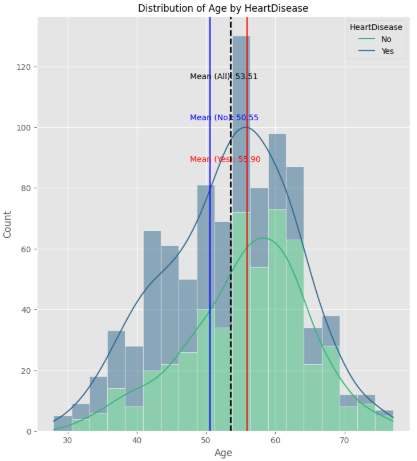 Distribution of Age by HeartDisease
HeartDisease
No
Yes
Mean (All): 53.51
Mean (No): 50.55
Mean (Yes): 55.90
Count
120
100
80
60
40
20
0
30
40
50
60
70
Age